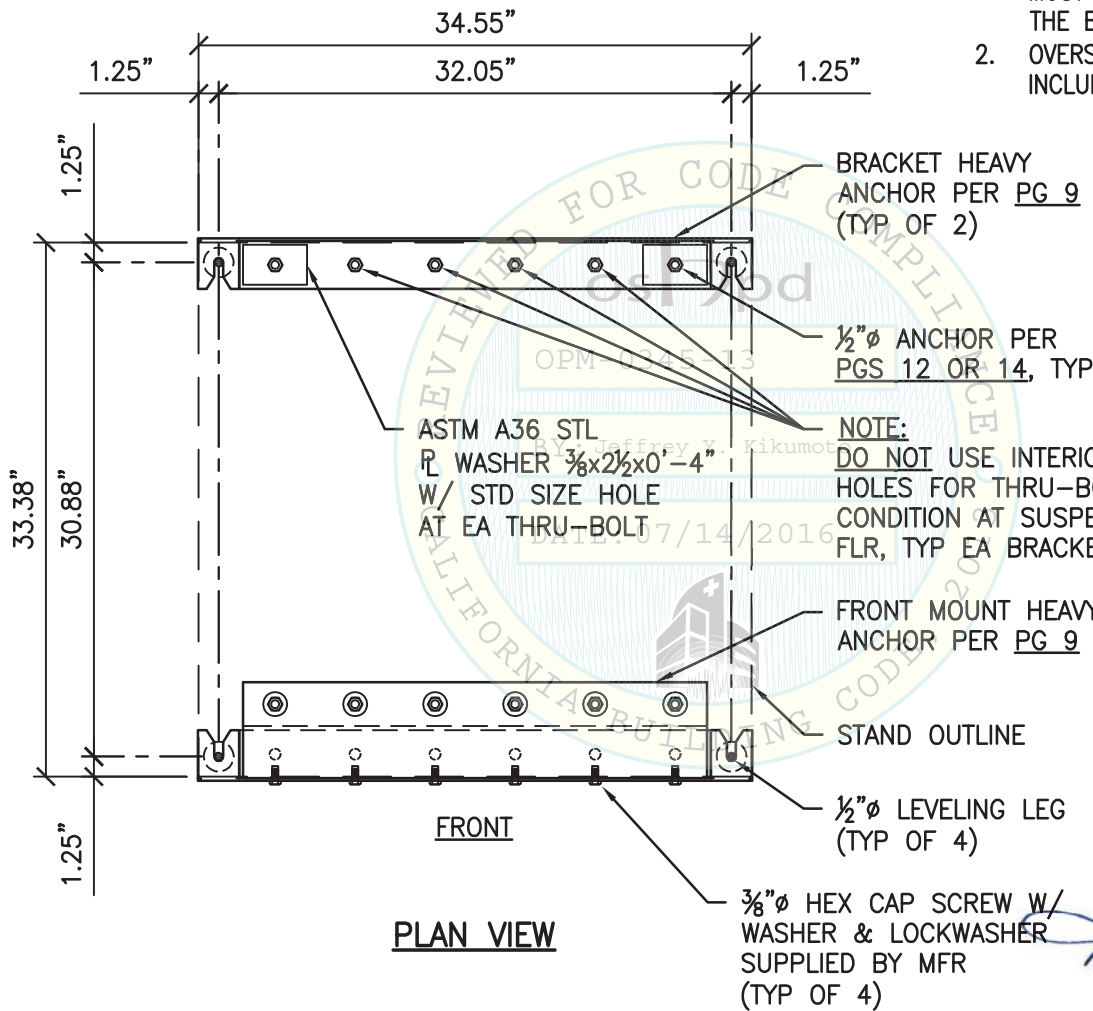 THE
2. OVERS
INCLU
34.55"
1.25" 32.05" 1.25"
1.25"
33.38"
30.88"
1.25"
BRACKET HEAVY
ANCHOR PER PG 9
(TYP OF 2)
½"ø ANCHOR PER
PGS 12 OR 14, TYP
NOTE:
DO NOT USE INTERIO
HOLES FOR THRU-BO
CONDITION AT SUSPE
FLR, TYP EA BRACKE
ASTM A36 STL
PL WASHER ⅜x2½x0'-4"
W/ STD SIZE HOLE
AT EA THRU-BOLT
FRONT MOUNT HEAVY
ANCHOR PER PG 9
STAND OUTLINE
½"ø LEVELING LEG
(TYP OF 4)
⅜"ø HEX CAP SCREW W/
WASHER & LOCKWASHER
SUPPLIED BY MFR
(TYP OF 4)
FRONT
PLAN VIEW
REVIEWED FOR CODE COMPLIANCE
oshpd
OPM-0345-13
BY: Jeffrey Y. Kikumoto
DATE: 07/14/2016
CALIFORNIA BUILDING CODE 2013